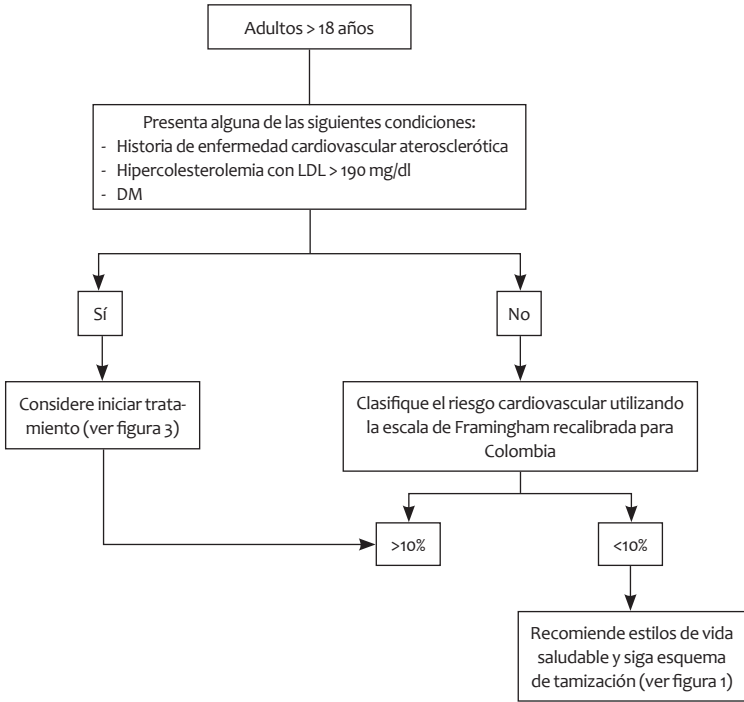 Adultos > 18 años
Presenta alguna de las siguientes condiciones:
- Historia de enfermedad cardiovascular aterosclerótica
- Hipercolesterolemia con LDL > 190 mg/dl
- DM
Sí
No
Considere iniciar trata-
miento (ver figura 3)
Clasifique el riesgo cardiovascular utilizando
la escala de Framingham recalibrada para
Colombia
>10%
<10%
Recomiende estilos de vida
saludable y siga esquema
de tamización (ver figura 1)